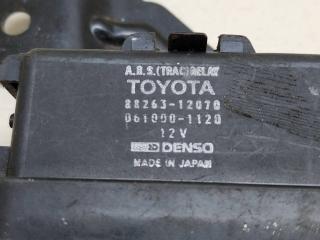 A.B.S.(TRAC)RELAY
TOYOTA
88263-12070
061000-1120
12V
DENSO
MADE IN JAPAN